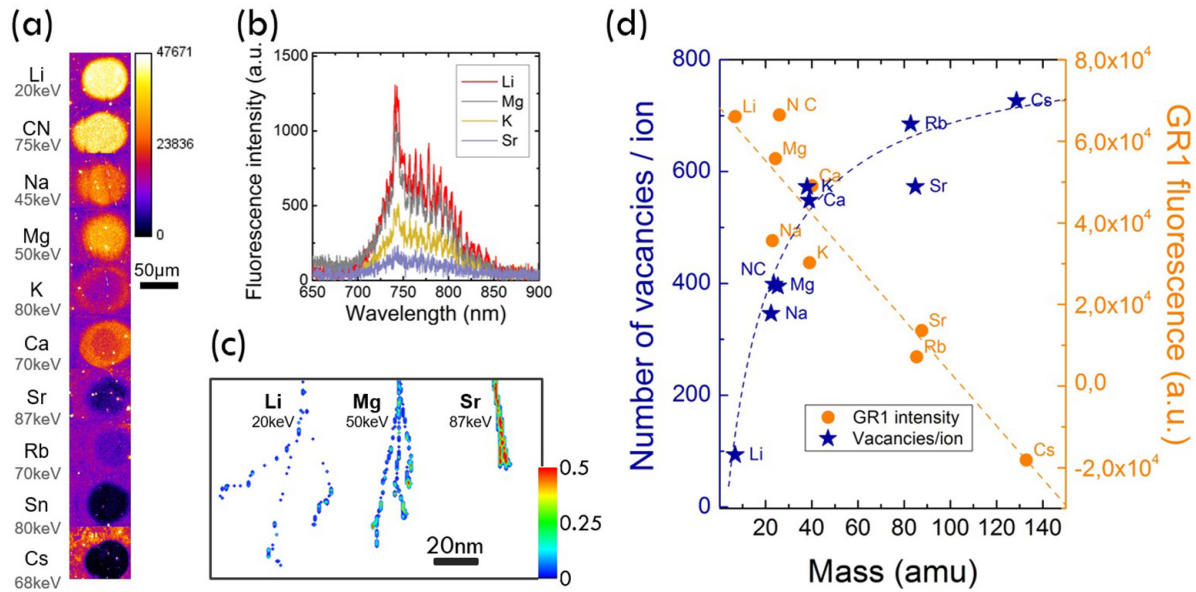 (a)
Li
20keV
CN
75keV
Na
45keV
Mg
50keV
K
80keV
Ca
70keV
Sr
87keV
Rb
70keV
Sn
80keV
Cs
68keV
47671
23836
0
50µm
(b)
Fluorescence intensity (a.u.)
1500
1000
500
0
650 700 750 800 850 900
Wavelength (nm)
Li
Mg
K
Sr
(c)
Li
20keV
Mg
50keV
Sr
87keV
20nm
0.5
0.25
0
(d)
Number of vacancies / ion
800
600
400
200
0
20 40 60 80 100 120 140
Mass (amu)
GR1 fluorescence (a.u.)
8,0x10⁴
6,0x10⁴
4,0x10⁴
2,0x10⁴
0,0
-2,0x10⁴
Li
N C
Mg
Ca
Na
K
Sr
Rb
Cs
Cs
Rb
Sr
K
Ca
NC
Mg
Na
Li
GR1 intensity
Vacancies/ion